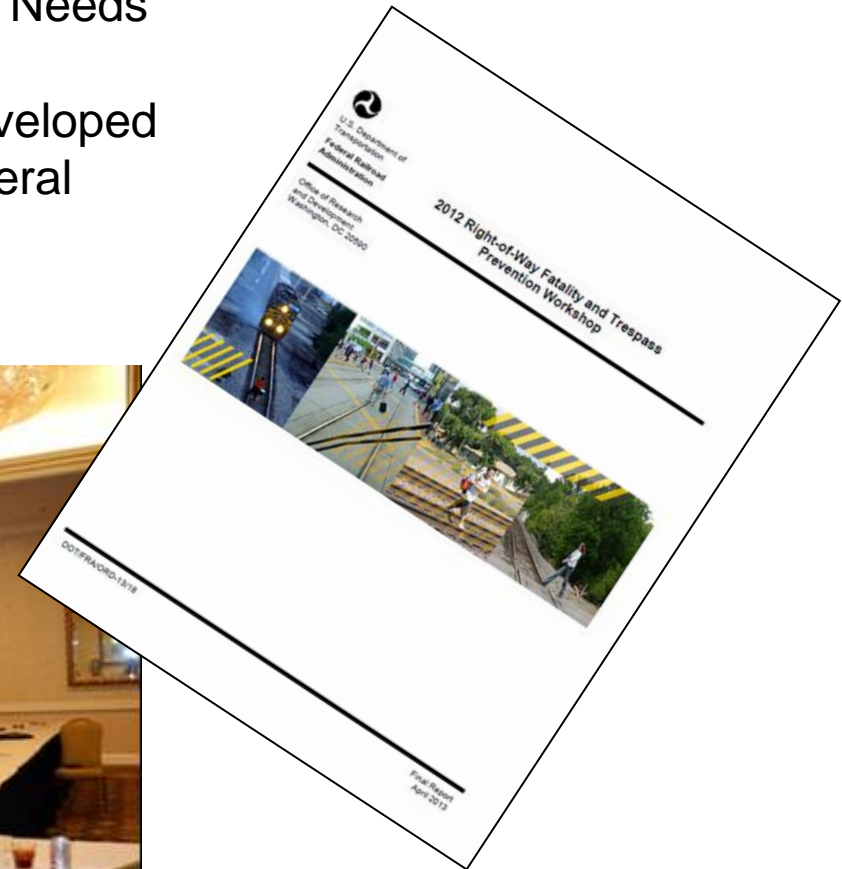 Needs
veloped
eral
U.S. Department of
Transportation
Federal Railroad
Administration
Office of Research
and Development
Washington, DC 20590
2012 Right-of-Way Fatality and Trespass
Prevention Workshop
DOT/FRA/ORD-13/18
Final Report
April 2013